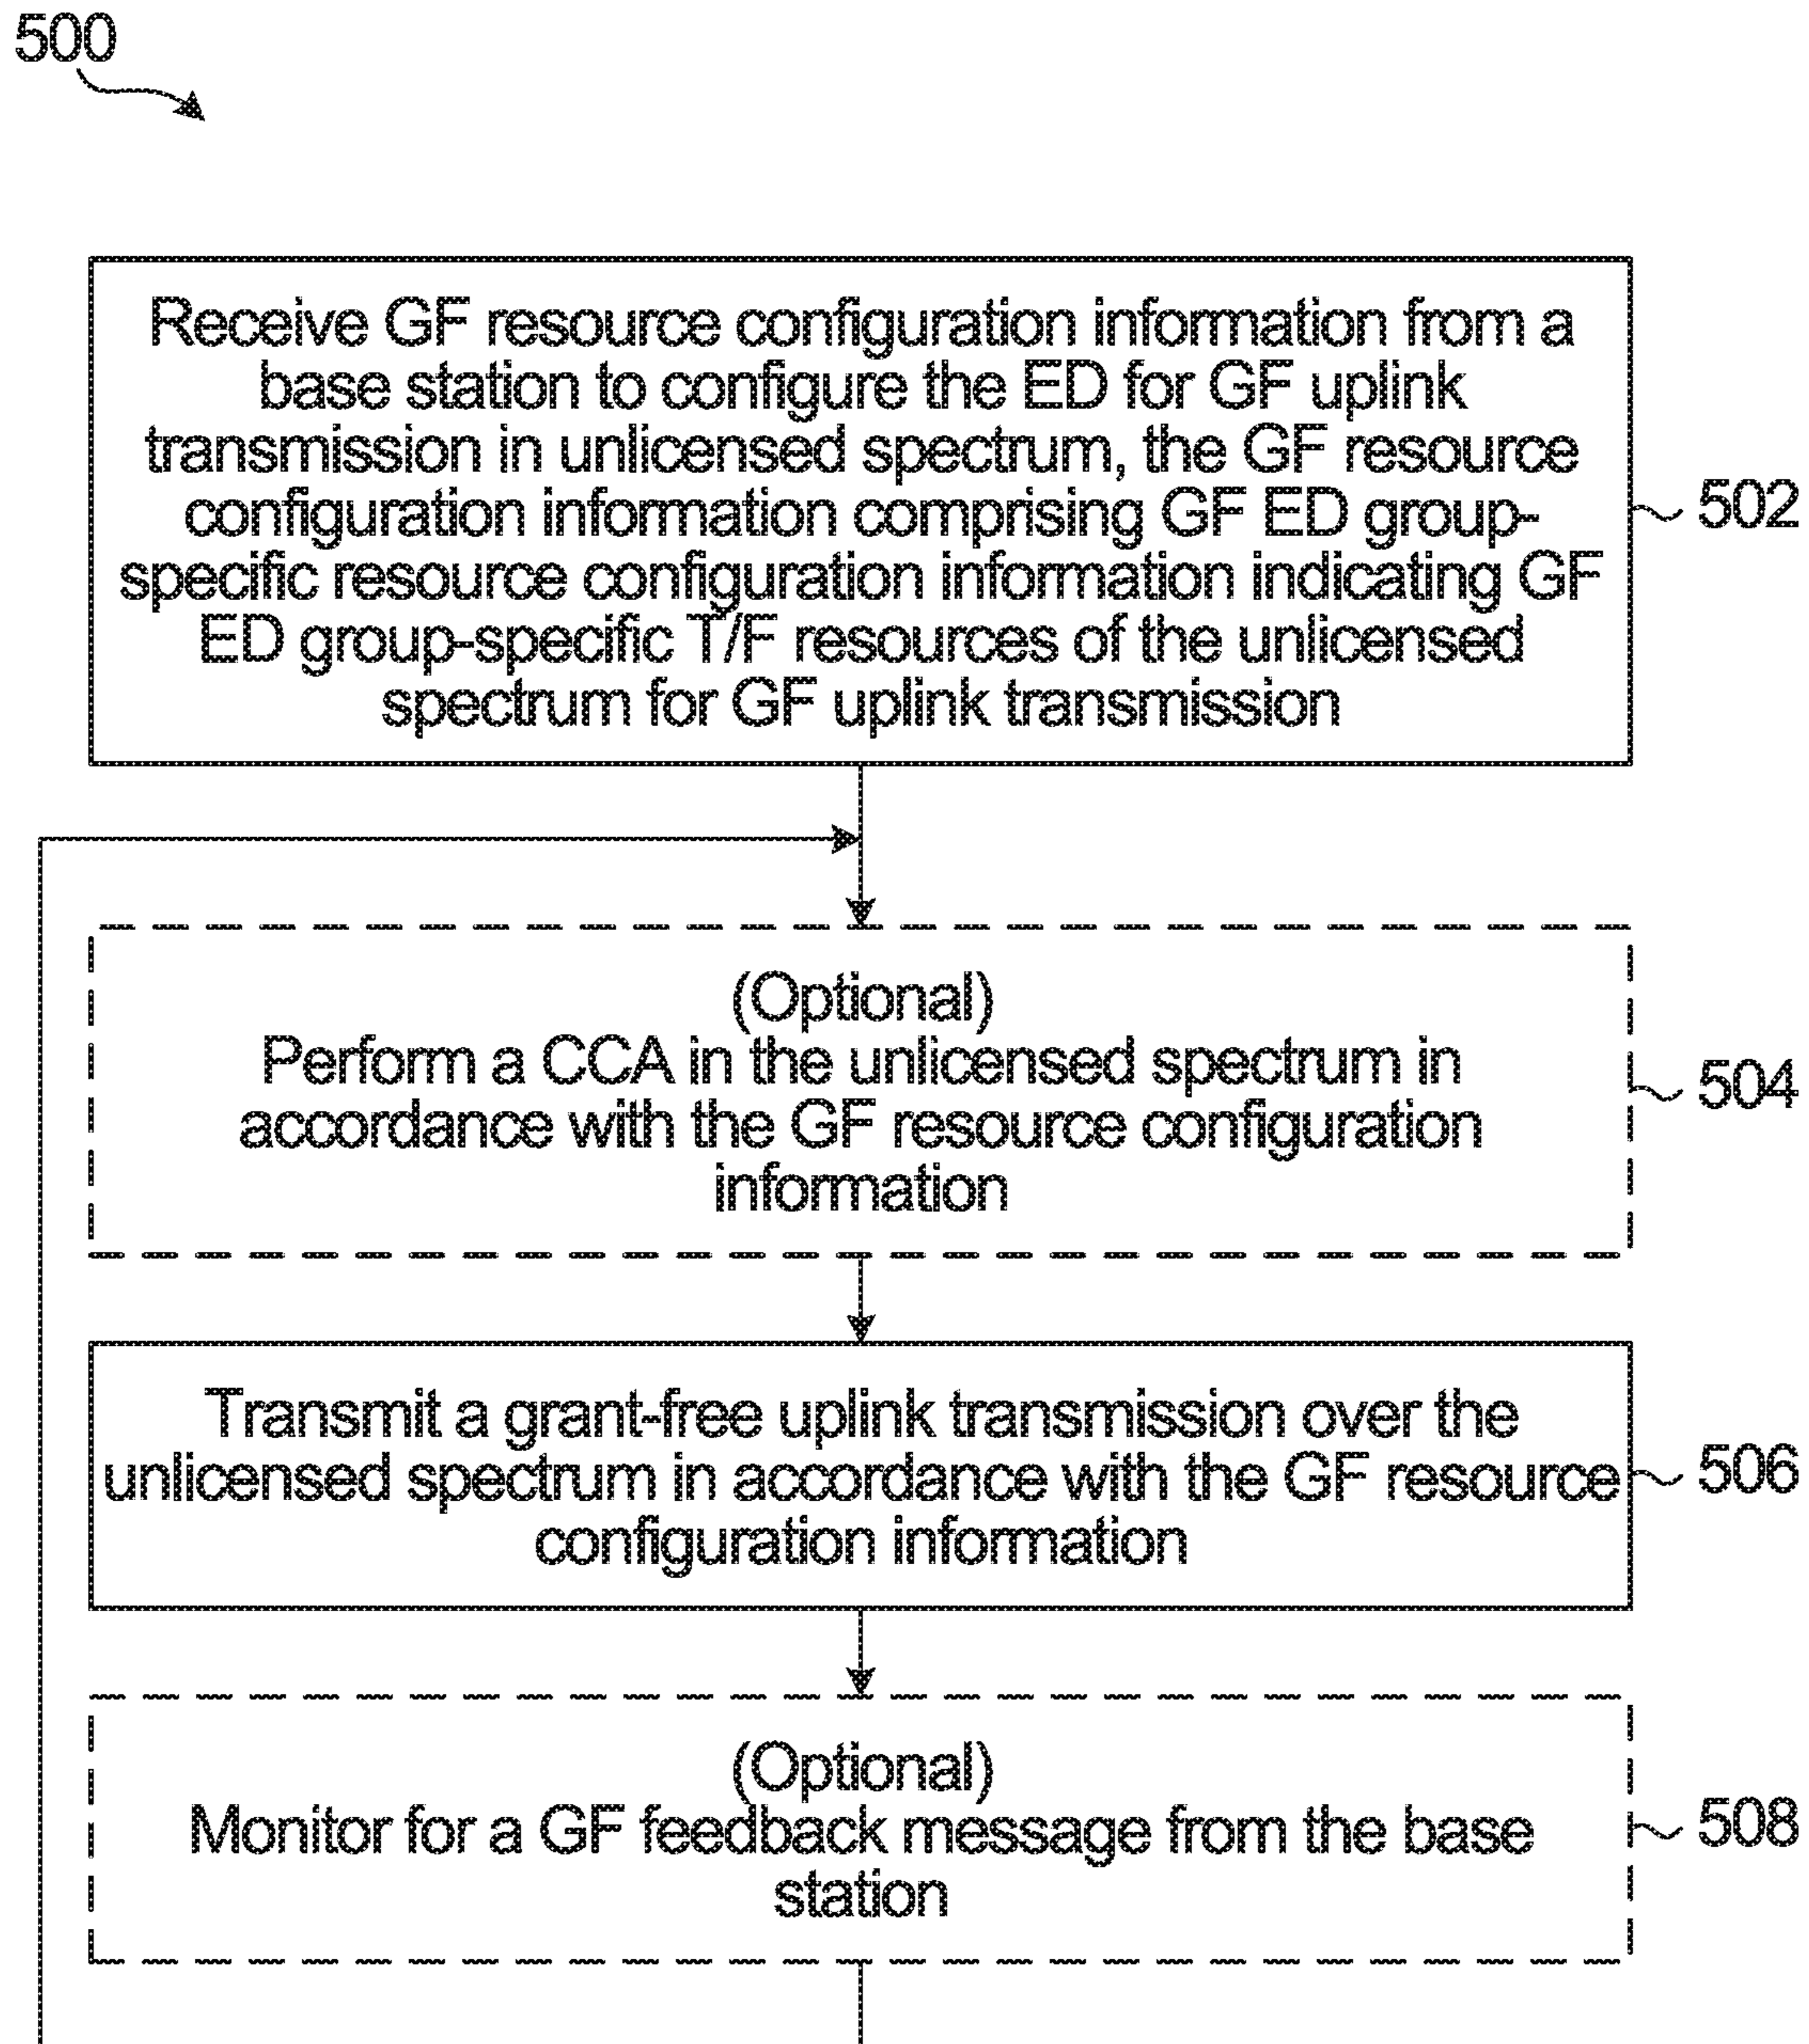 500
Receive GF resource configuration information from a
base station to configure the ED for GF uplink
transmission in unlicensed spectrum, the GF resource
configuration information comprising GF ED group-
specific resource configuration information indicating GF
ED group-specific T/F resources of the unlicensed
spectrum for GF uplink transmission
502
(Optional)
Perform a CCA in the unlicensed spectrum in
accordance with the GF resource configuration
information
504
Transmit a grant-free uplink transmission over the
unlicensed spectrum in accordance with the GF resource
configuration information
506
(Optional)
Monitor for a GF feedback message from the base
station
508